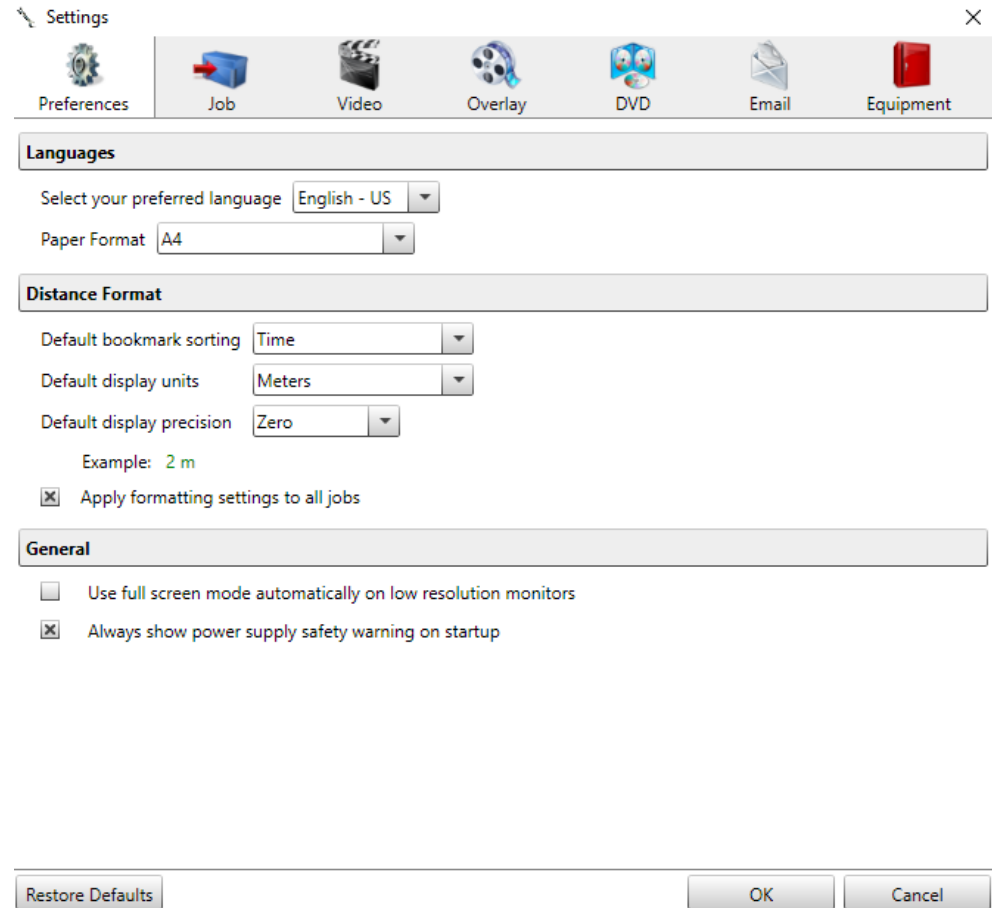 Settings
Preferences Job Video Overlay DVD Email Equipment
Languages
Select your preferred language English - US
Paper Format A4
Distance Format
Default bookmark sorting Time
Default display units Meters
Default display precision Zero
Example: 2 m
Apply formatting settings to all jobs
General
Use full screen mode automatically on low resolution monitors
Always show power supply safety warning on startup
Restore Defaults OK Cancel